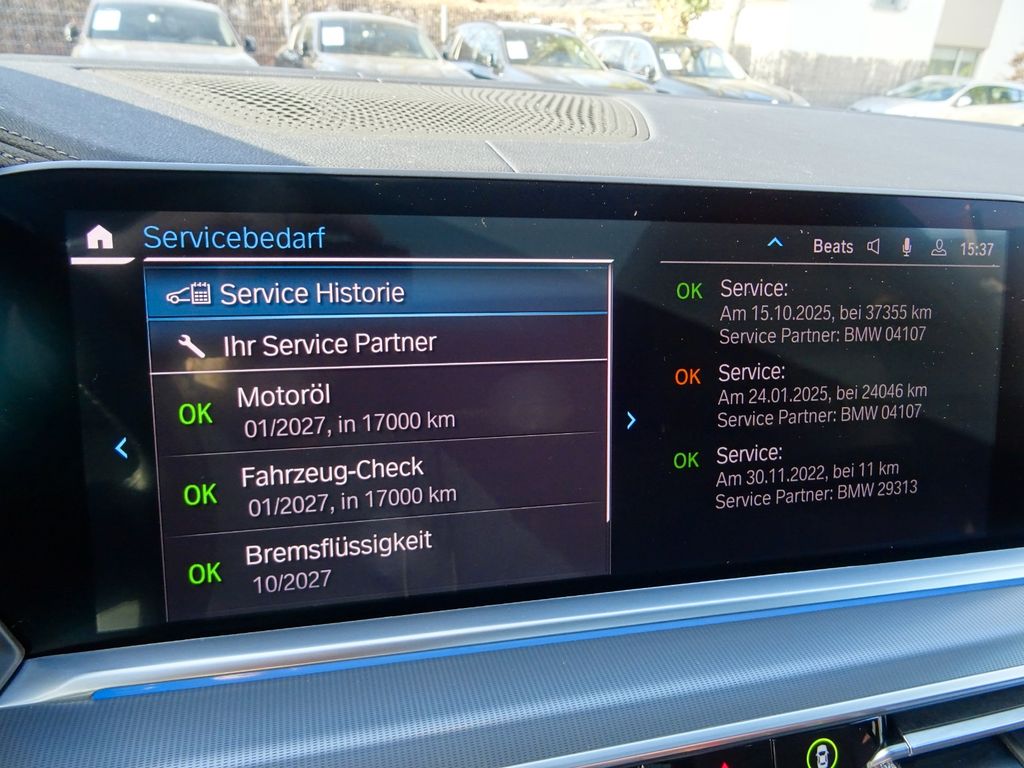 Servicebedarf
Beats 15:37
Service Historie
Ihr Service Partner
OK Motoröl
01/2027, in 17000 km
OK Fahrzeug-Check
01/2027, in 17000 km
OK Bremsflüssigkeit
10/2027
OK Service:
Am 15.10.2025, bei 37355 km
Service Partner: BMW 04107
OK Service:
Am 24.01.2025, bei 24046 km
Service Partner: BMW 04107
OK Service:
Am 30.11.2022, bei 11 km
Service Partner: BMW 29313